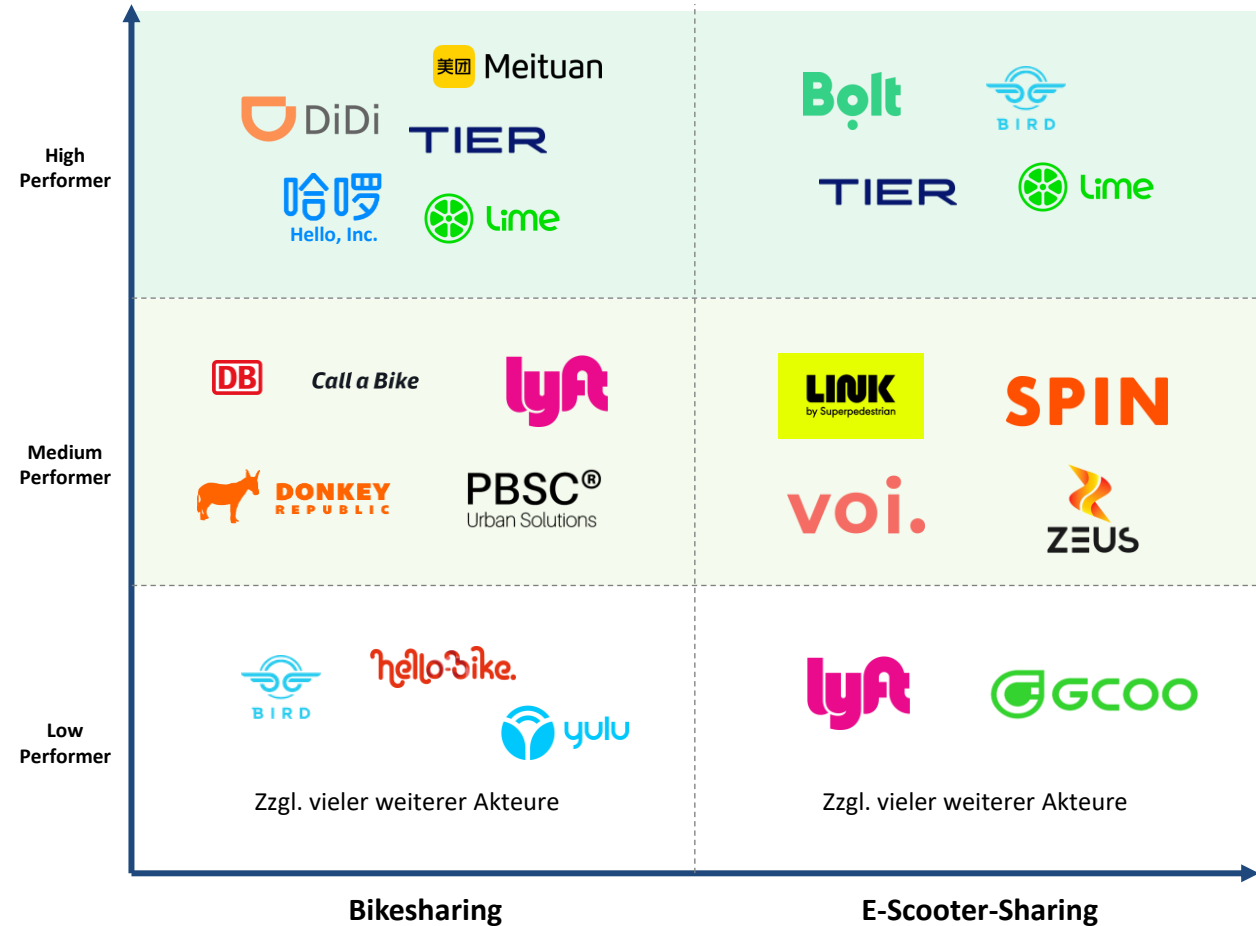 High
Performer
美团 Meituan
DiDi
TIER
哈啰
Hello, Inc.
Lime
Bolt
BIRD
TIER
Lime
Medium
Performer
DB
Call a Bike
lyft
DONKEY
REPUBLIC
PBSC®
Urban Solutions
LINK
by Superpedestrian
SPIN
voi.
ZEUS
Low
Performer
BIRD
hello-Bike.
yulu
Zzgl. vieler weiterer Akteure
lyft
GCOO
Zzgl. vieler weiterer Akteure
Bikesharing
E-Scooter-Sharing